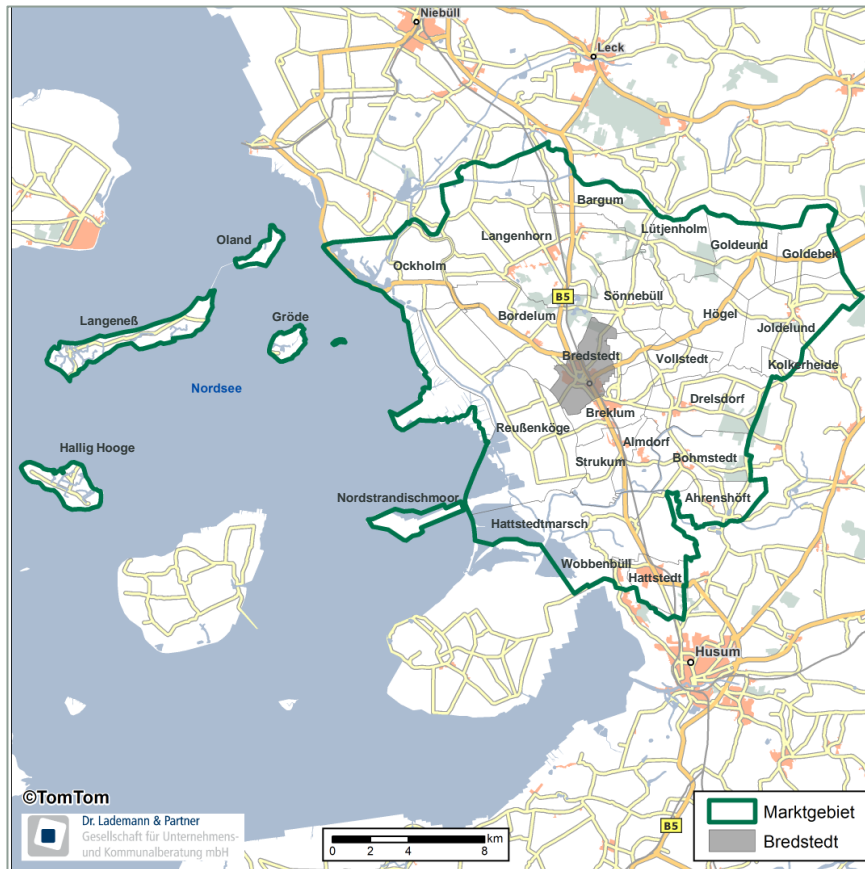 Niebüll
Leck
Bargum
Lütjenholm
Oland
Langenhorn
Goldeund
Goldebek
Ockholm
B5
Sönnebüll
Langeneß
Gröde
Bordelum
Högel
Joldelund
Bredstedt
Vollstedt
Kolkerheide
Nordsee
Drelsdorf
Breklum
Reußenköge
Almdorf
Hallig Hooge
Strukum
Bohmstedt
Nordstrandischmoor
Ahrenshöft
Hattstedtmarsch
Wobbenbüll
Hattstedt
Husum
©TomTom
Dr. Lademann & Partner
Gesellschaft für Unternehmens-
und Kommunalberatung mbH
km
0 2 4 8
B5
Marktgebiet
Bredstedt